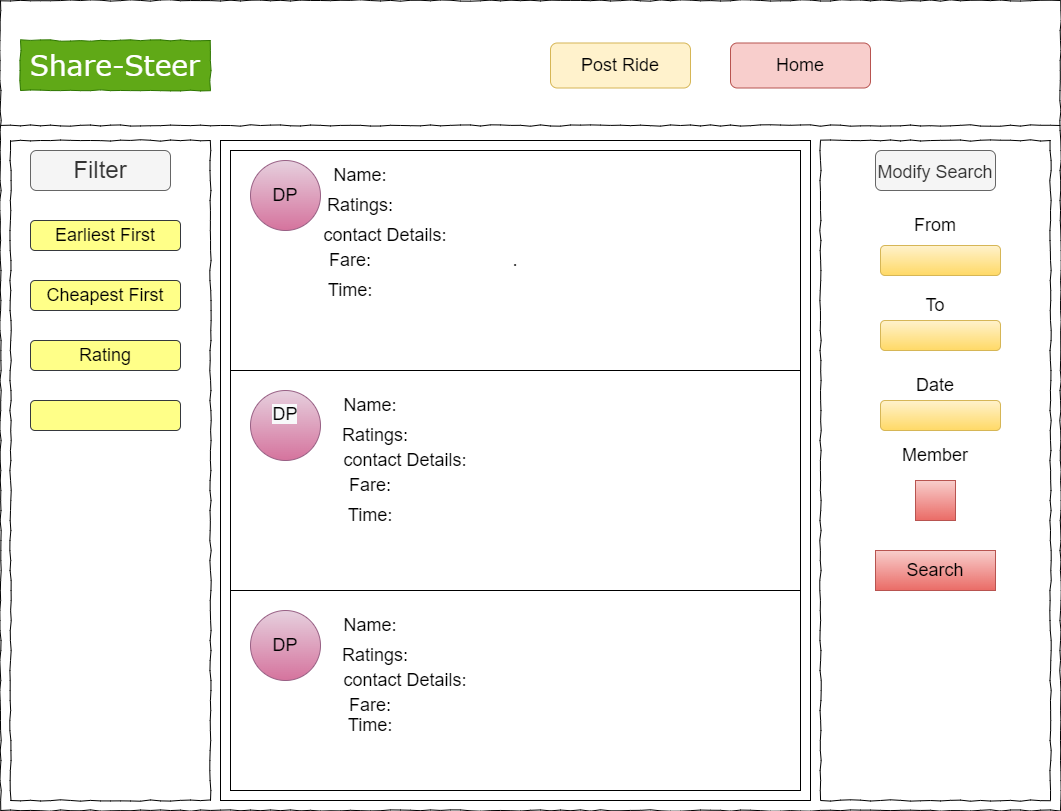 Share-Steer
Post Ride
Home
Filter
Earliest First
Cheapest First
Rating
DP
Name:
Ratings:
contact Details:
Fare:
.
Time:
DP
Name:
Ratings:
contact Details:
Fare:
Time:
DP
Name:
Ratings:
contact Details:
Fare:
Time:
Modify Search
From
To
Date
Member
Search